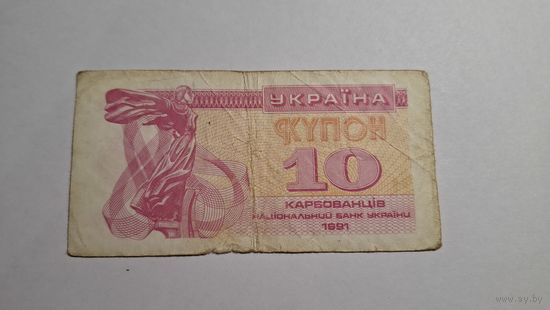 УКРАЇНА
КУПОН
10
КАРБОВАНЦІВ
НАЦІОНАЛЬНИЙ БАНК УКРАЇНИ
1991
www.ay.by